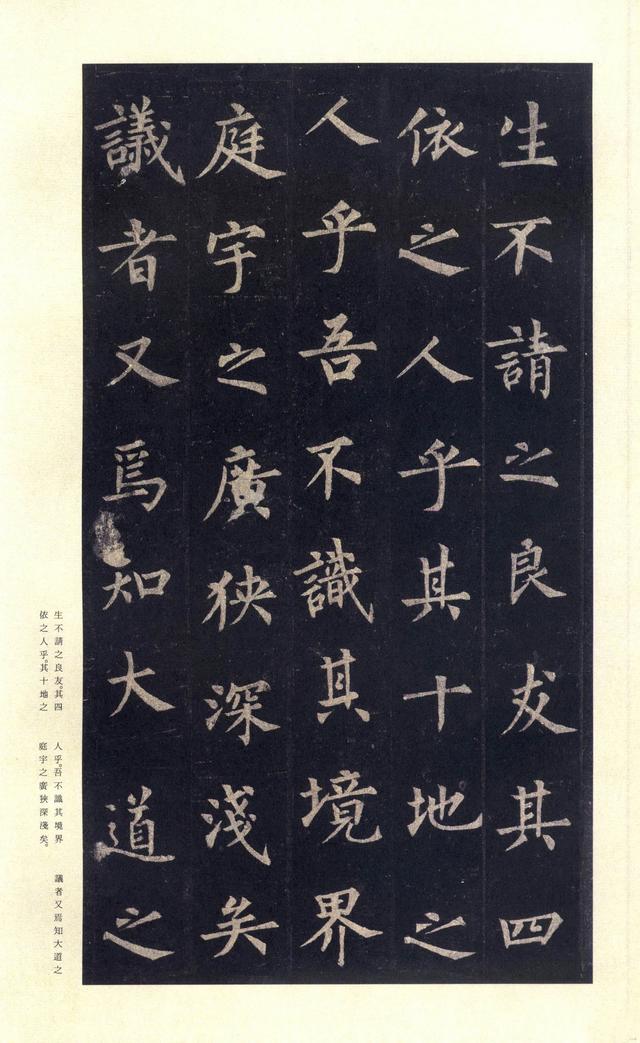 生不請之良友其四
依之人乎其十地之
人乎吾不識其境界
庭宇之廣狹深淺矣
議者又焉知大道之
生不請之良友。其四
依之人乎。其十地之
人乎。吾不識其境界
庭宇之廣狹深淺矣。
議者又焉知大道之